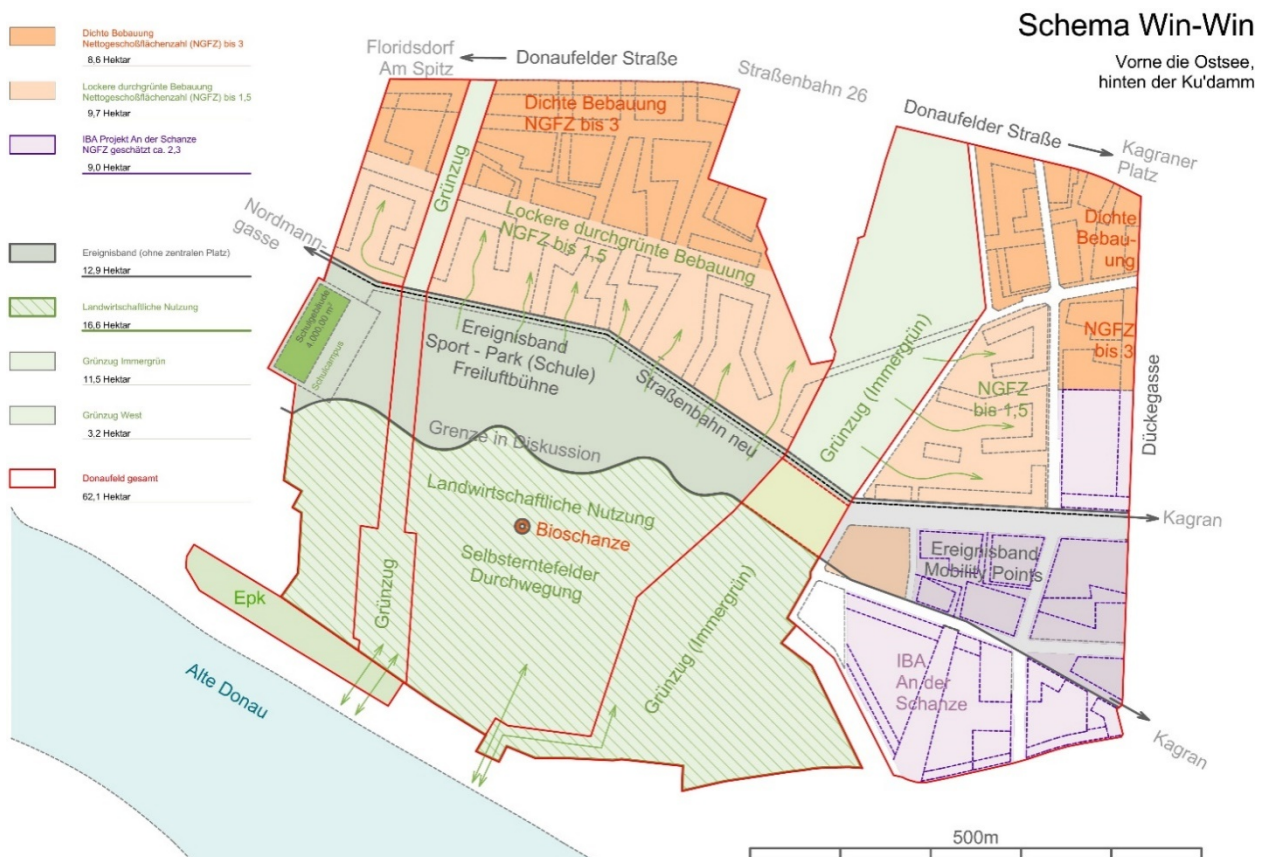 Schema Win-Win
Vorne die Ostsee,
hinten der Ku'damm
Dichte Bebauung
Nettogeschoßflächenzahl (NGFZ) bis 3
8,6 Hektar
Lockere durchgrünte Bebauung
Nettogeschoßflächenzahl (NGFZ) bis 1,5
9,7 Hektar
IBA Projekt An der Schanze
NGFZ geschätzt ca. 2,3
9,0 Hektar
Ereignisband (ohne zentralen Platz)
12,9 Hektar
Landwirtschaftliche Nutzung
16,6 Hektar
Grünzug Immergrün
11,5 Hektar
Grünzug West
3,2 Hektar
Donaufeld gesamt
62,1 Hektar
Floridsdorf
Am Spitz
Donaufelder Straße
Straßenbahn 26
Donaufelder Straße
Kagraner
Platz
Dichte Bebauung
NGFZ bis 3
Grünzug
Lockere durchgrünte Bebauung
NGFZ bis 1,5
Nordmann-
gasse
Dichte
Bebau-
ung
NGFZ
bis 3
Dückegasse
Schulgebäude
4.000,00 m²
Schulcampus
Ereignisband
Sport - Park (Schule)
Freiluftbühne
Straßenbahn neu
Grünzug (Immergrün)
NGFZ
bis 1,5
Grenze in Diskussion
Landwirtschaftliche Nutzung
Bioschanze
Selbsterntefelder
Durchwegung
Kagran
Ereignisband
Mobility Points
Epk
Grünzug
Grünzug (Immergrün)
IBA
An der
Schanze
Alte Donau
Kagran
500m